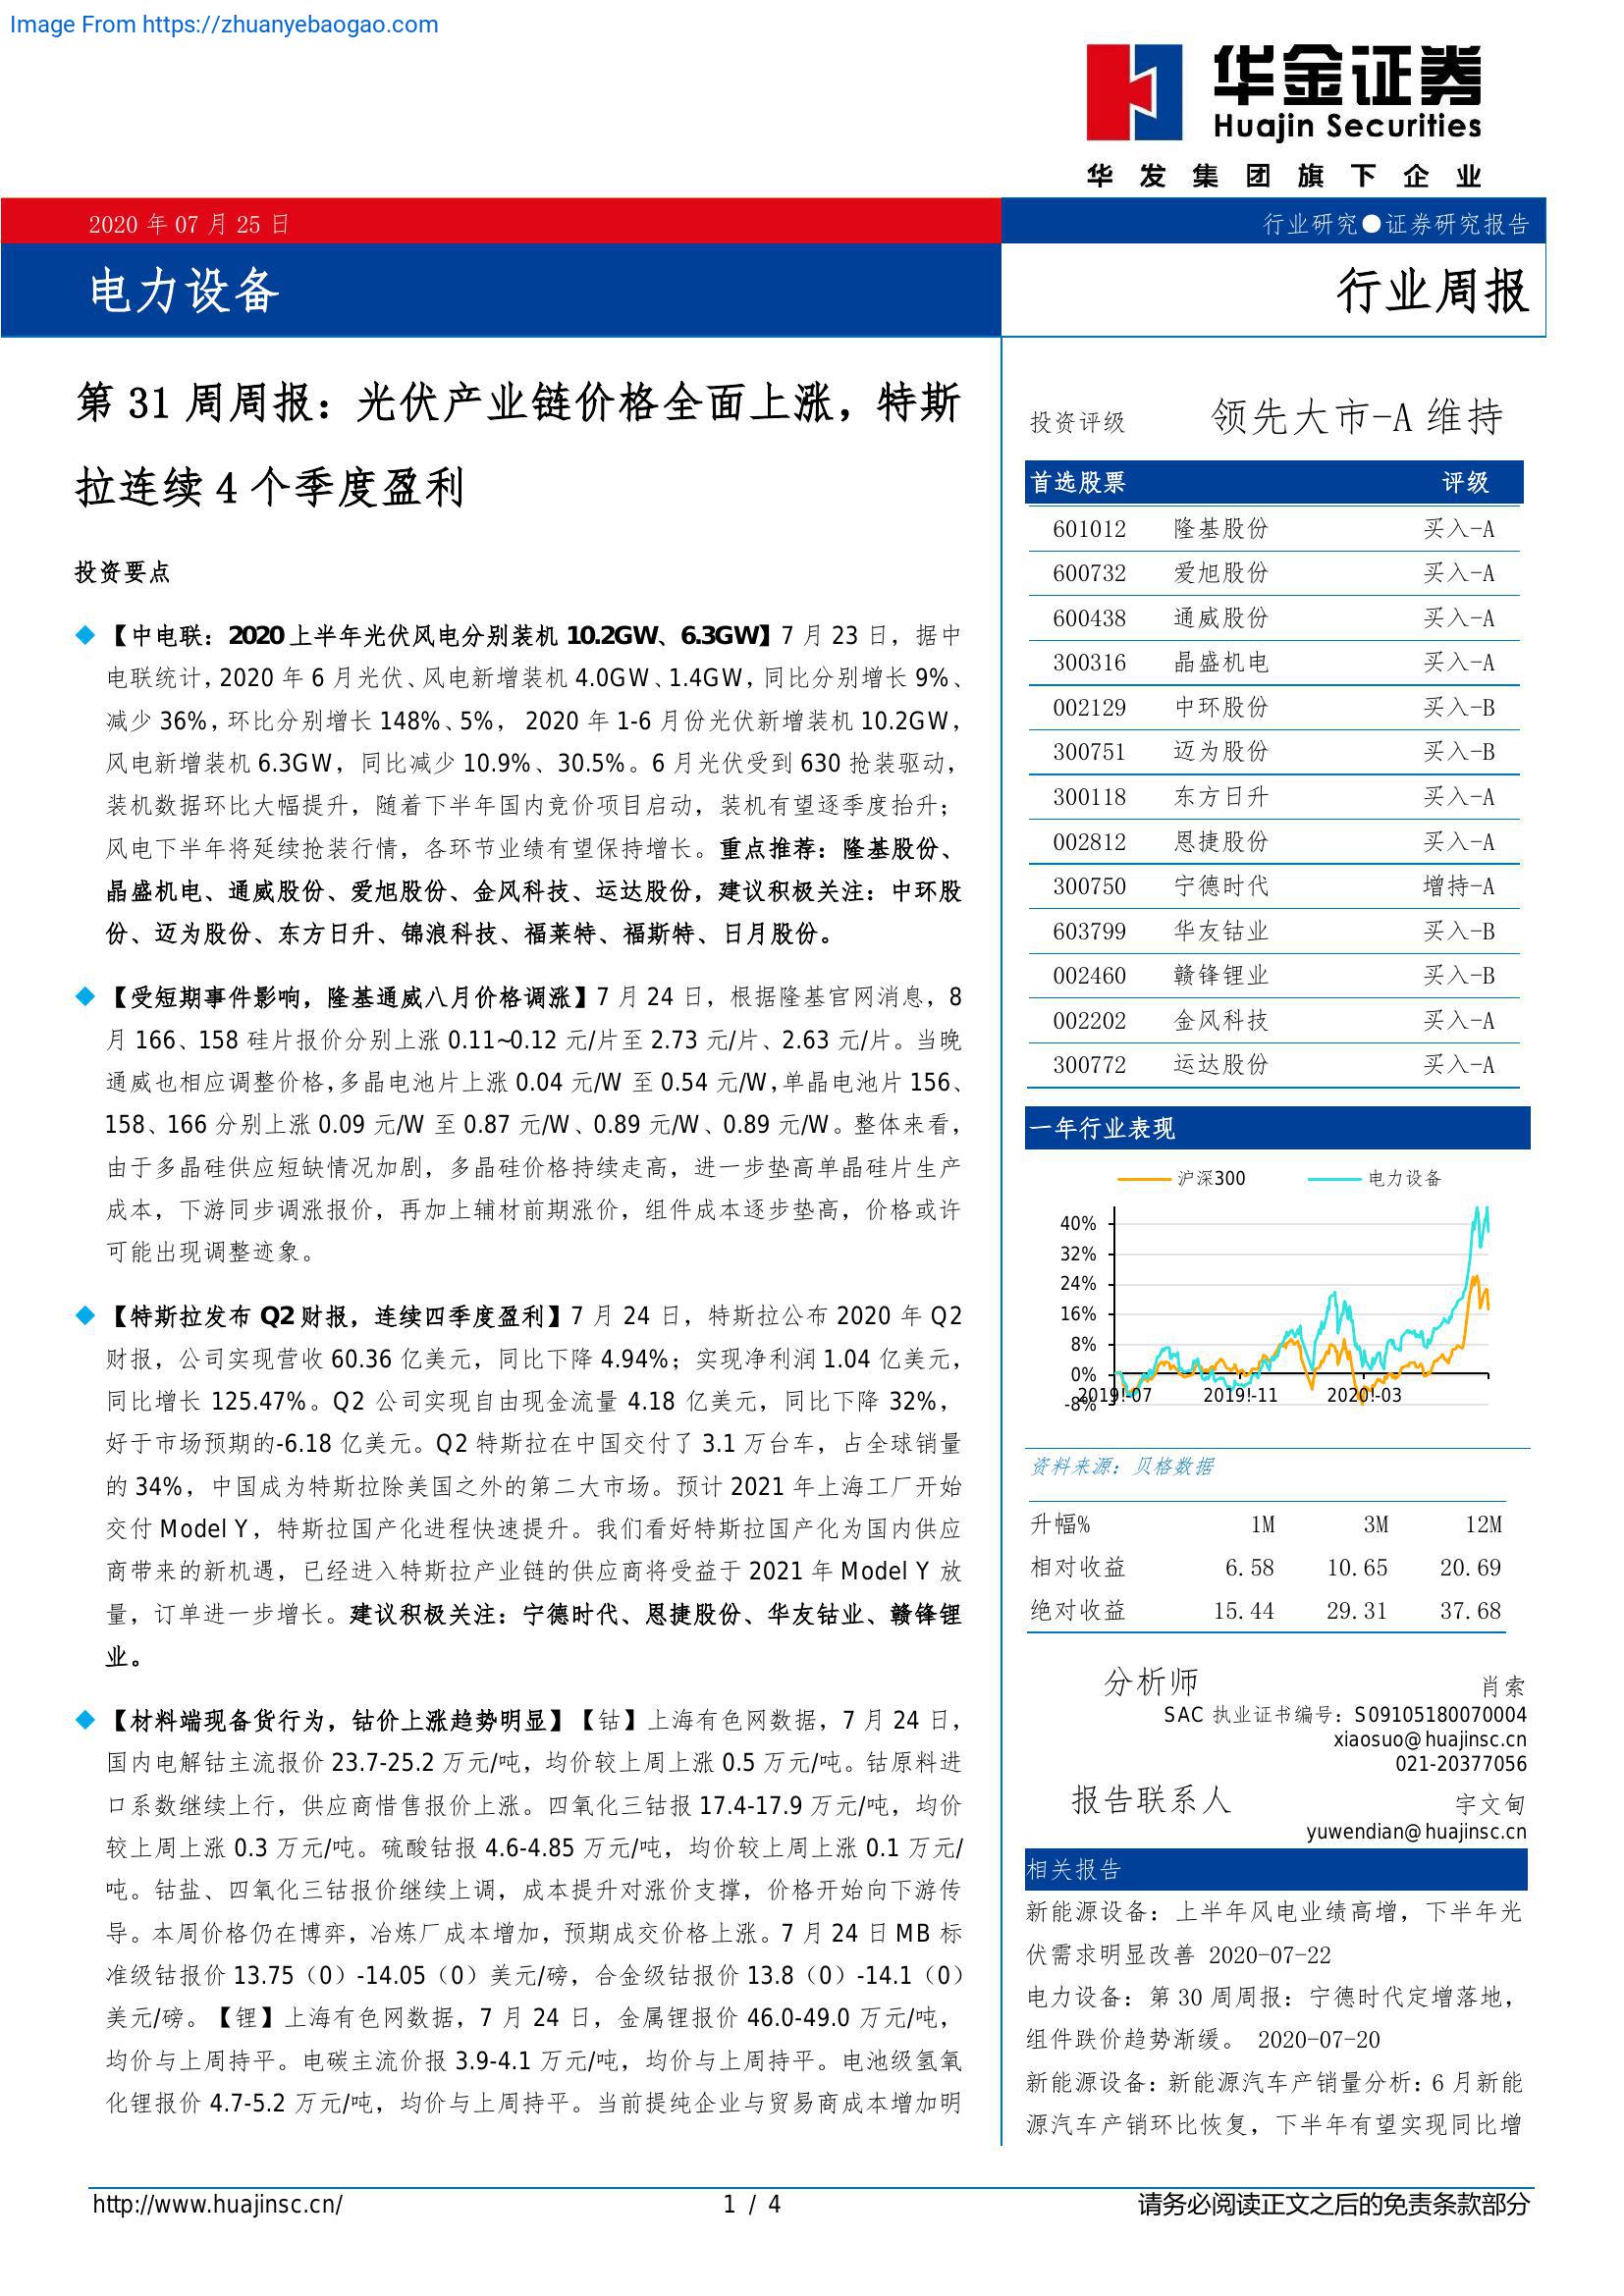 Image From https://zhuanyebaogao.com
华金证券
Huajin Securities
华发集团旗下企业
2020 年 07 月 25 日
行业研究●证券研究报告
电力设备
行业周报
第 31 周周报：光伏产业链价格全面上涨，特斯
拉连续 4 个季度盈利
投资要点
◆ 【中电联：2020 上半年光伏风电分别装机 10.2GW、6.3GW】7 月 23 日，据中
电联统计，2020 年 6 月光伏、风电新增装机 4.0GW、1.4GW，同比分别增长 9%、
减少 36%，环比分别增长 148%、5%， 2020 年 1-6 月份光伏新增装机 10.2GW，
风电新增装机 6.3GW，同比减少 10.9%、30.5%。6 月光伏受到 630 抢装驱动，
装机数据环比大幅提升，随着下半年国内竞价项目启动，装机有望逐季度抬升；
风电下半年将延续抢装行情，各环节业绩有望保持增长。重点推荐：隆基股份、
晶盛机电、通威股份、爱旭股份、金风科技、运达股份，建议积极关注：中环股
份、迈为股份、东方日升、锦浪科技、福莱特、福斯特、日月股份。
◆ 【受短期事件影响，隆基通威八月价格调涨】7 月 24 日，根据隆基官网消息，8
月 166、158 硅片报价分别上涨 0.11~0.12 元/片至 2.73 元/片、2.63 元/片。当晚
通威也相应调整价格，多晶电池片上涨 0.04 元/W 至 0.54 元/W，单晶电池片 156、
158、166 分别上涨 0.09 元/W 至 0.87 元/W、0.89 元/W、0.89 元/W。整体来看，
由于多晶硅供应短缺情况加剧，多晶硅价格持续走高，进一步垫高单晶硅片生产
成本，下游同步调涨报价，再加上辅材前期涨价，组件成本逐步垫高，价格或许
可能出现调整迹象。
◆ 【特斯拉发布 Q2 财报，连续四季度盈利】7 月 24 日，特斯拉公布 2020 年 Q2
财报，公司实现营收 60.36 亿美元，同比下降 4.94%；实现净利润 1.04 亿美元，
同比增长 125.47%。Q2 公司实现自由现金流量 4.18 亿美元，同比下降 32%，
好于市场预期的-6.18 亿美元。Q2 特斯拉在中国交付了 3.1 万台车，占全球销量
的 34%，中国成为特斯拉除美国之外的第二大市场。预计 2021 年上海工厂开始
交付 Model Y，特斯拉国产化进程快速提升。我们看好特斯拉国产化为国内供应
商带来的新机遇，已经进入特斯拉产业链的供应商将受益于 2021 年 Model Y 放
量，订单进一步增长。建议积极关注：宁德时代、恩捷股份、华友钴业、赣锋锂
业。
◆ 【材料端现备货行为，钴价上涨趋势明显】【钴】上海有色网数据，7 月 24 日，
国内电解钴主流报价 23.7-25.2 万元/吨，均价较上周上涨 0.5 万元/吨。钴原料进
口系数继续上行，供应商惜售报价上涨。四氧化三钴报 17.4-17.9 万元/吨，均价
较上周上涨 0.3 万元/吨。硫酸钴报 4.6-4.85 万元/吨，均价较上周上涨 0.1 万元/
吨。钴盐、四氧化三钴报价继续上调，成本提升对涨价支撑，价格开始向下游传
导。本周价格仍在博弈，冶炼厂成本增加，预期成交价格上涨。7 月 24 日 MB 标
准级钴报价 13.75（0）-14.05（0）美元/磅，合金级钴报价 13.8（0）-14.1（0）
美元/磅。【锂】上海有色网数据，7 月 24 日，金属锂报价 46.0-49.0 万元/吨，
均价与上周持平。电碳主流价报 3.9-4.1 万元/吨，均价与上周持平。电池级氢氧
化锂报价 4.7-5.2 万元/吨，均价与上周持平。当前提纯企业与贸易商成本增加明
投资评级 领先大市-A 维持
首选股票 评级
601012 隆基股份 买入-A
600732 爱旭股份 买入-A
600438 通威股份 买入-A
300316 晶盛机电 买入-A
002129 中环股份 买入-B
300751 迈为股份 买入-B
300118 东方日升 买入-A
002812 恩捷股份 买入-A
300750 宁德时代 增持-A
603799 华友钴业 买入-B
002460 赣锋锂业 买入-B
002202 金风科技 买入-A
300772 运达股份 买入-A
一年行业表现
沪深300 电力设备
40%
32%
24%
16%
8%
0%
-8%
2019!-07 2019!-11 2020!-03
资料来源：贝格数据
升幅% 1M 3M 12M
相对收益 6.58 10.65 20.69
绝对收益 15.44 29.31 37.68
分析师 肖索
SAC 执业证书编号：S09105180070004
xiaosuo@huajinsc.cn
021-20377056
报告联系人 宇文甸
yuwendian@huajinsc.cn
相关报告
新能源设备：上半年风电业绩高增，下半年光
伏需求明显改善 2020-07-22
电力设备：第 30 周周报：宁德时代定增落地，
组件跌价趋势渐缓。 2020-07-20
新能源设备：新能源汽车产销量分析：6 月新能
源汽车产销环比恢复，下半年有望实现同比增
http://www.huajinsc.cn/ 1 / 4 请务必阅读正文之后的免责条款部分